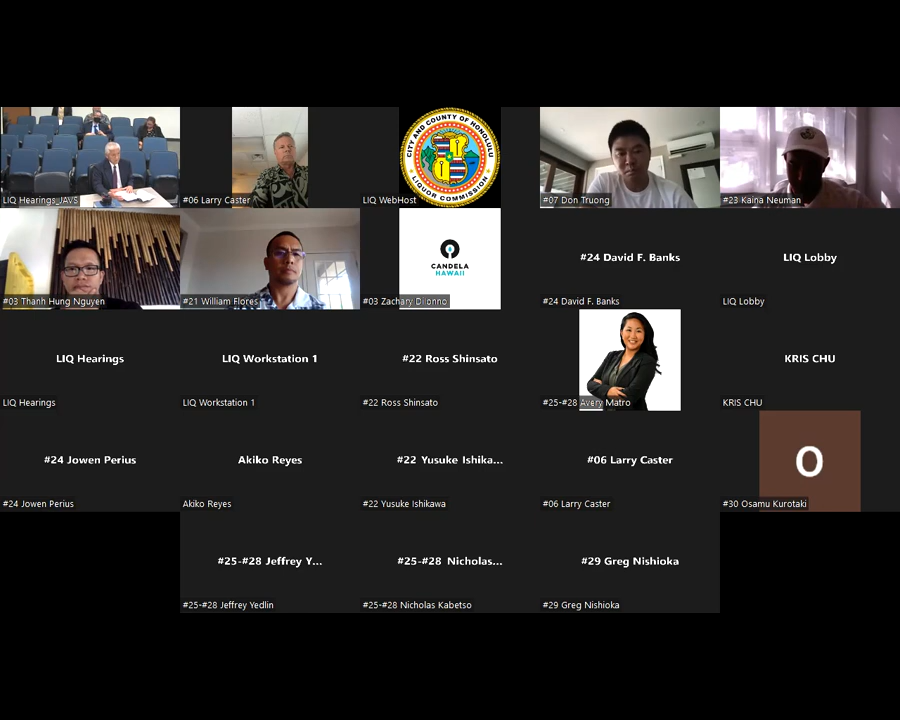 LIQ Hearings_JAVS
#06 Larry Caster
CITY AND COUNTY OF HONOLULU
LIQUOR COMMISSION
LIQ WebHost
#07 Don Truong
#23 Kaina Neuman
#03 Thanh Hung Nguyen
#21 William Flores
CANDELA
HAWAII
#03 Zachary DiIonno
#24 David F. Banks
#24 David F. Banks
LIQ Lobby
LIQ Lobby
LIQ Hearings
LIQ Hearings
LIQ Workstation 1
LIQ Workstation 1
#22 Ross Shinsato
#22 Ross Shinsato
#25-#28 Avery Matro
KRIS CHU
KRIS CHU
#24 Jowen Perius
#24 Jowen Perius
Akiko Reyes
Akiko Reyes
#22 Yusuke Ishika...
#22 Yusuke Ishikawa
#06 Larry Caster
#06 Larry Caster
O
#30 Osamu Kurotaki
#25-#28 Jeffrey Y...
#25-#28 Jeffrey Yedlin
#25-#28 Nicholas...
#25-#28 Nicholas Kabetso
#29 Greg Nishioka
#29 Greg Nishioka